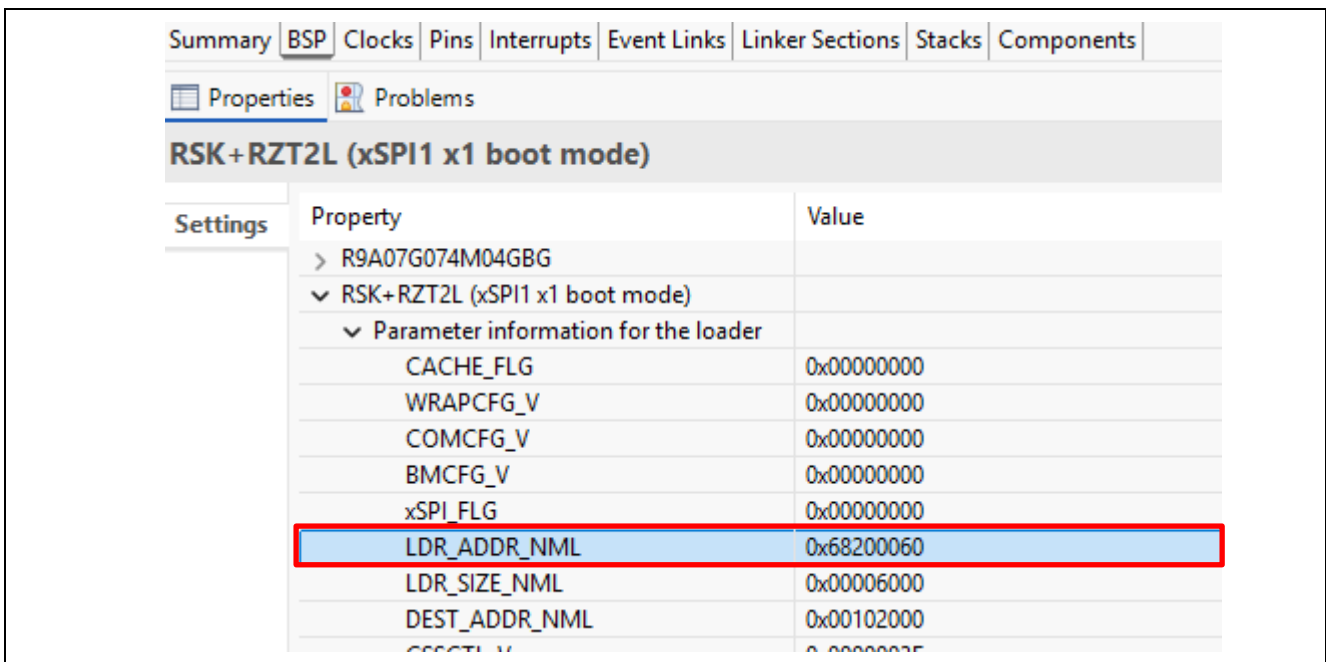 Summary BSP Clocks Pins Interrupts Event Links Linker Sections Stacks Components
Properties Problems
RSK+RZT2L (xSPI1 x1 boot mode)
Settings Property Value
R9A07G074M04GBG
RSK+RZT2L (xSPI1 x1 boot mode)
Parameter information for the loader
CACHE_FLG 0x00000000
WRAPCFG_V 0x00000000
COMCFG_V 0x00000000
BMCFG_V 0x00000000
xSPI_FLG 0x00000000
LDR_ADDR_NML 0x68200060
LDR_SIZE_NML 0x00006000
DEST_ADDR_NML 0x00102000